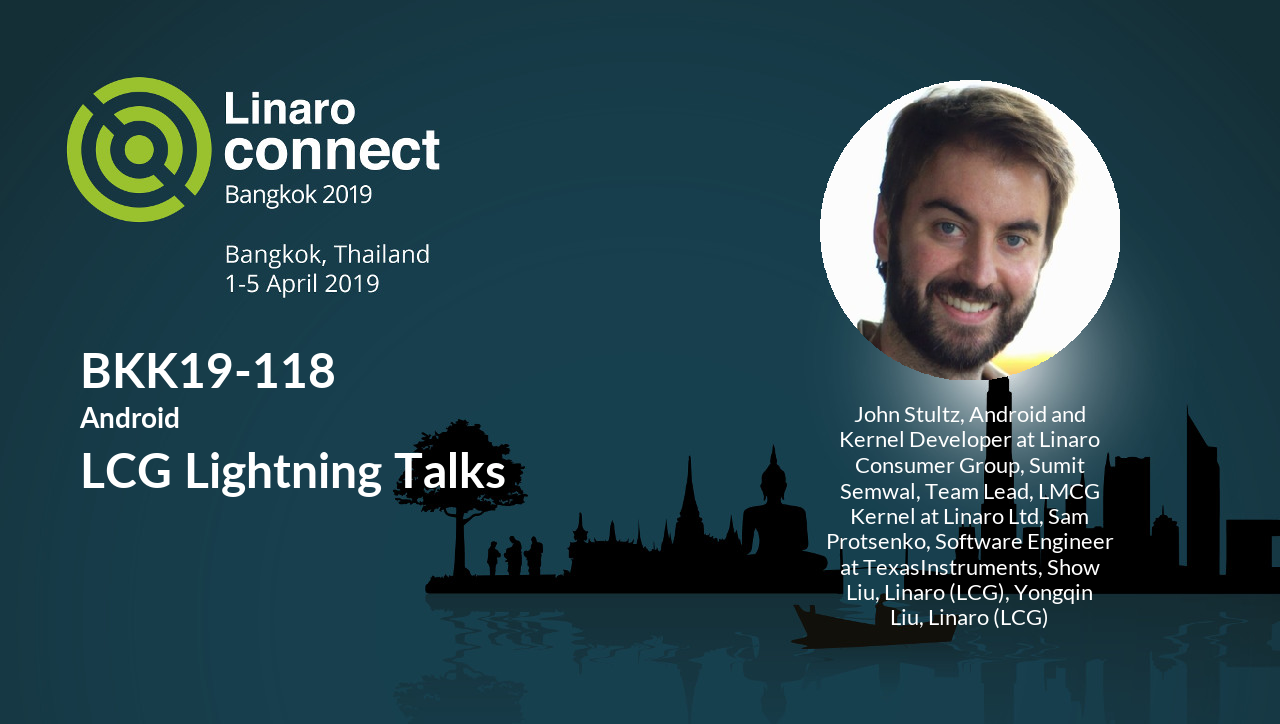 Linaro
connect
Bangkok 2019
Bangkok, Thailand
1-5 April 2019
BKK19-118
Android
LCG Lightning Talks
John Stultz, Android and
Kernel Developer at Linaro
Consumer Group, Sumit
Semwal, Team Lead, LMCG
Kernel at Linaro Ltd, Sam
Protsenko, Software Engineer
at TexasInstruments, Show
Liu, Linaro (LCG), Yongqin
Liu, Linaro (LCG)